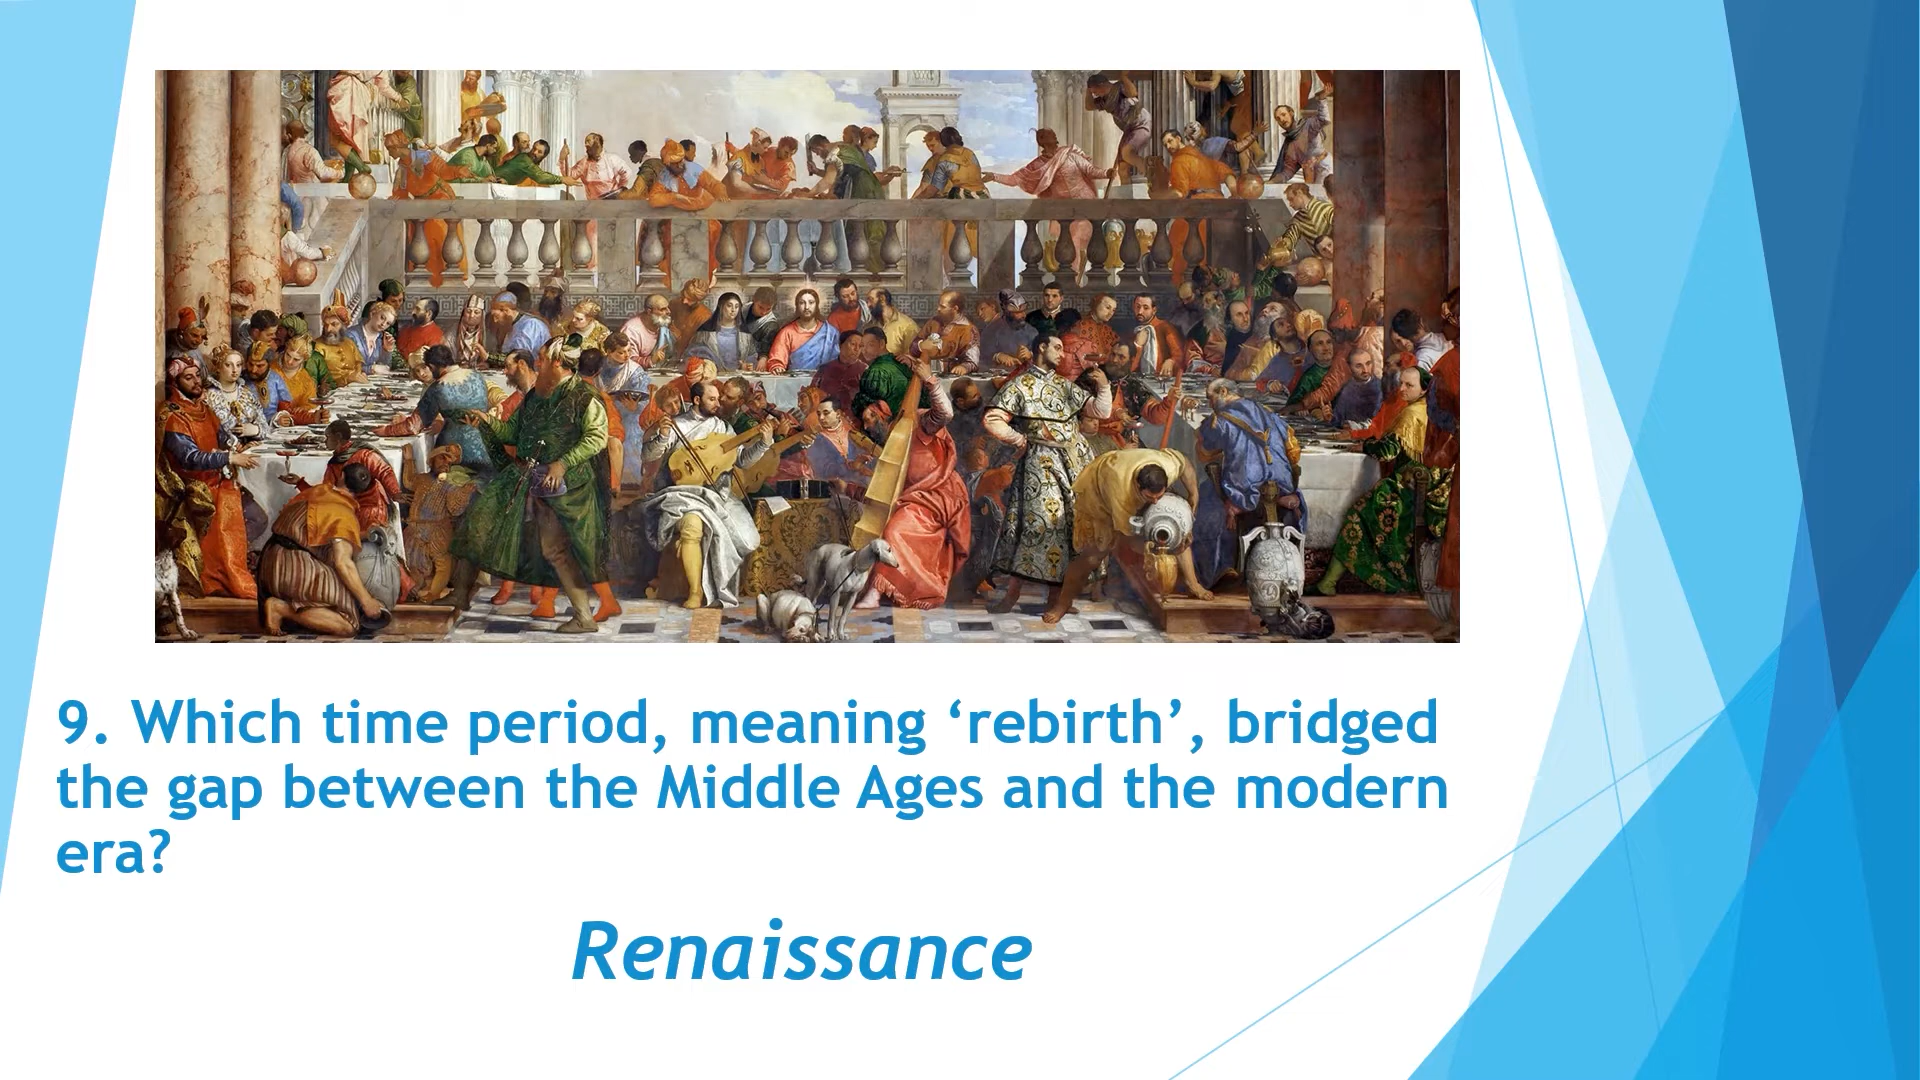 9. Which time period, meaning ‘rebirth’, bridged
the gap between the Middle Ages and the modern
era?
Renaissance